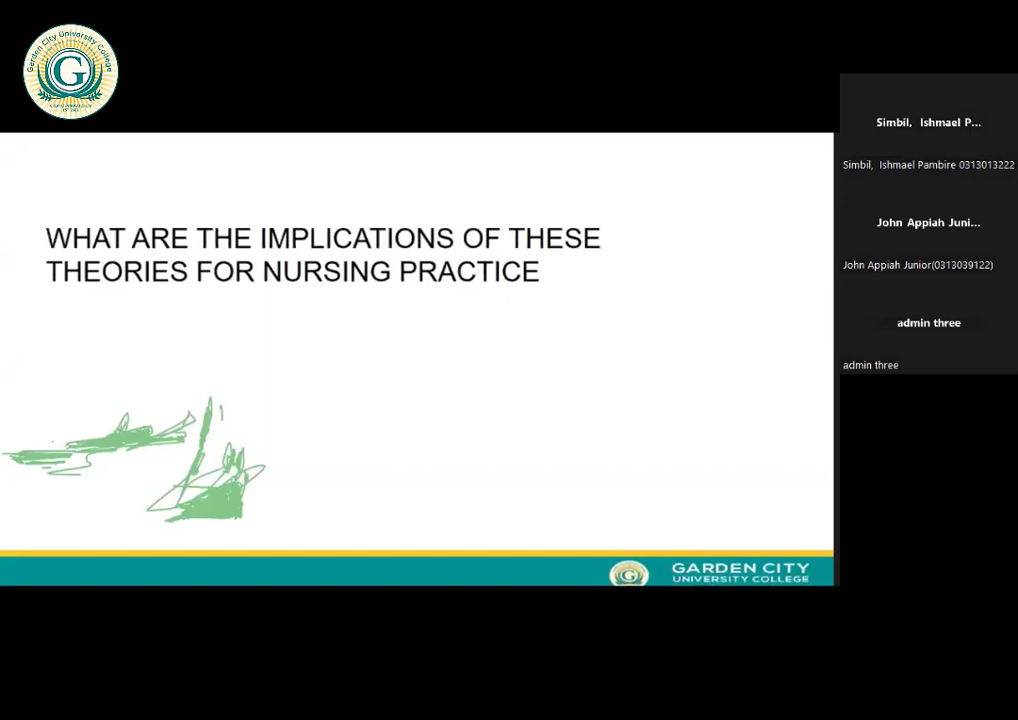 Garden City University College
G
Simbil, Ishmael P...
Simbil, Ishmael Pambire 0313013222
John Appiah Juni...
John Appiah Junior(0313039122)
admin three
admin three
WHAT ARE THE IMPLICATIONS OF THESE
THEORIES FOR NURSING PRACTICE
G
GARDEN CITY
UNIVERSITY COLLEGE